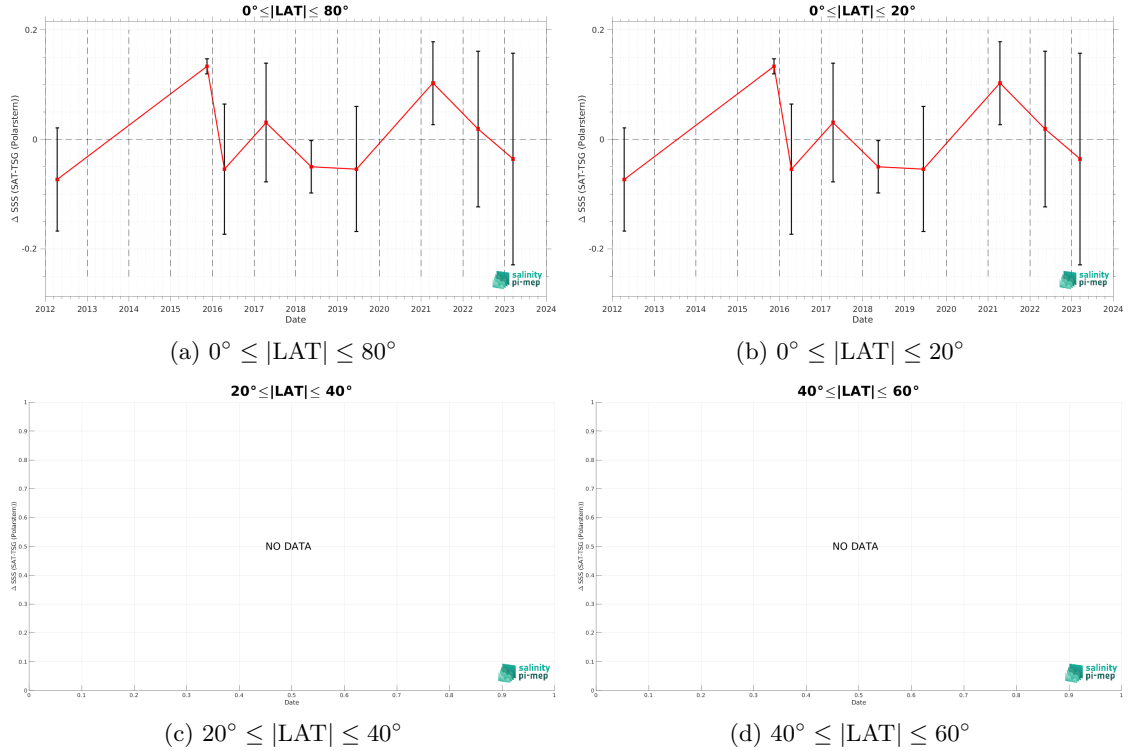 0°≤|LAT|≤ 80°
Δ SSS (SAT-TSG (Polarstern))
0.2
0
-0.2
2012 2013 2014 2015 2016 2017 2018 2019 2020 2021 2022 2023 2024
Date
salinity
pi-mep
(a) 0° ≤ |LAT| ≤ 80°
0°≤|LAT|≤ 20°
Δ SSS (SAT-TSG (Polarstern))
0.2
0
-0.2
2012 2013 2014 2015 2016 2017 2018 2019 2020 2021 2022 2023 2024
Date
salinity
pi-mep
(b) 0° ≤ |LAT| ≤ 20°
20°≤|LAT|≤ 40°
Δ SSS (SAT-TSG (Polarstern))
1
0.9
0.8
0.7
0.6
0.5
0.4
0.3
0.2
0.1
0
NO DATA
0 0.1 0.2 0.3 0.4 0.5 0.6 0.7 0.8 0.9 1
Date
salinity
pi-mep
(c) 20° ≤ |LAT| ≤ 40°
40°≤|LAT|≤ 60°
Δ SSS (SAT-TSG (Polarstern))
1
0.9
0.8
0.7
0.6
0.5
0.4
0.3
0.2
0.1
0
NO DATA
0 0.1 0.2 0.3 0.4 0.5 0.6 0.7 0.8 0.9 1
Date
salinity
pi-mep
(d) 40° ≤ |LAT| ≤ 60°